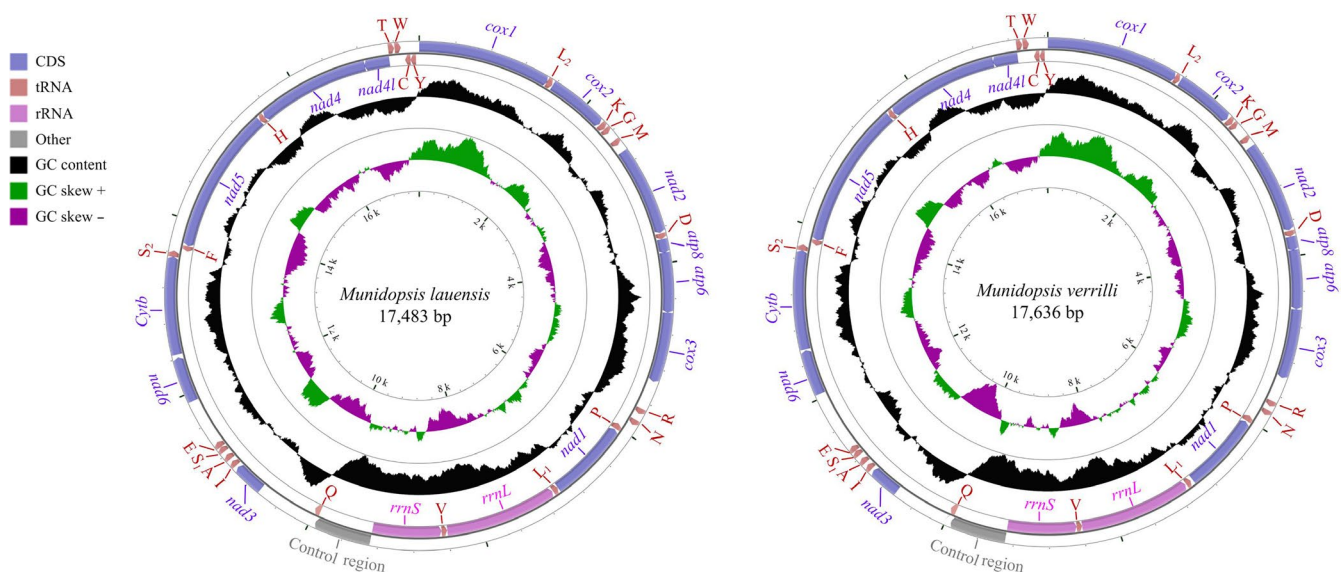 CDS
tRNA
rRNA
Other
GC content
GC skew +
GC skew –
T W
cox1
L2
cox2
K G M
nad2
D
atp8
atp6
cox3
R
N
P
nad1
L1
rrnL
V
rrnS
Control region
Q
nad3
I
A
S1
E
nad6
Cytb
S2
F
nad5
H
nad4
nad4l
C Y
2 k
4 k
6 k
8 k
10 k
12 k
14 k
16 k
Munidopsis lauensis
17,483 bp
T W
cox1
L2
cox2
K G M
nad2
D
atp8
atp6
cox3
R
N
P
nad1
L1
rrnL
V
rrnS
Control region
Q
nad3
I
A
S1
E
nad6
Cytb
S2
F
nad5
H
nad4
nad4l
C Y
2 k
4 k
6 k
8 k
10 k
12 k
14 k
16 k
Munidopsis verrilli
17,636 bp